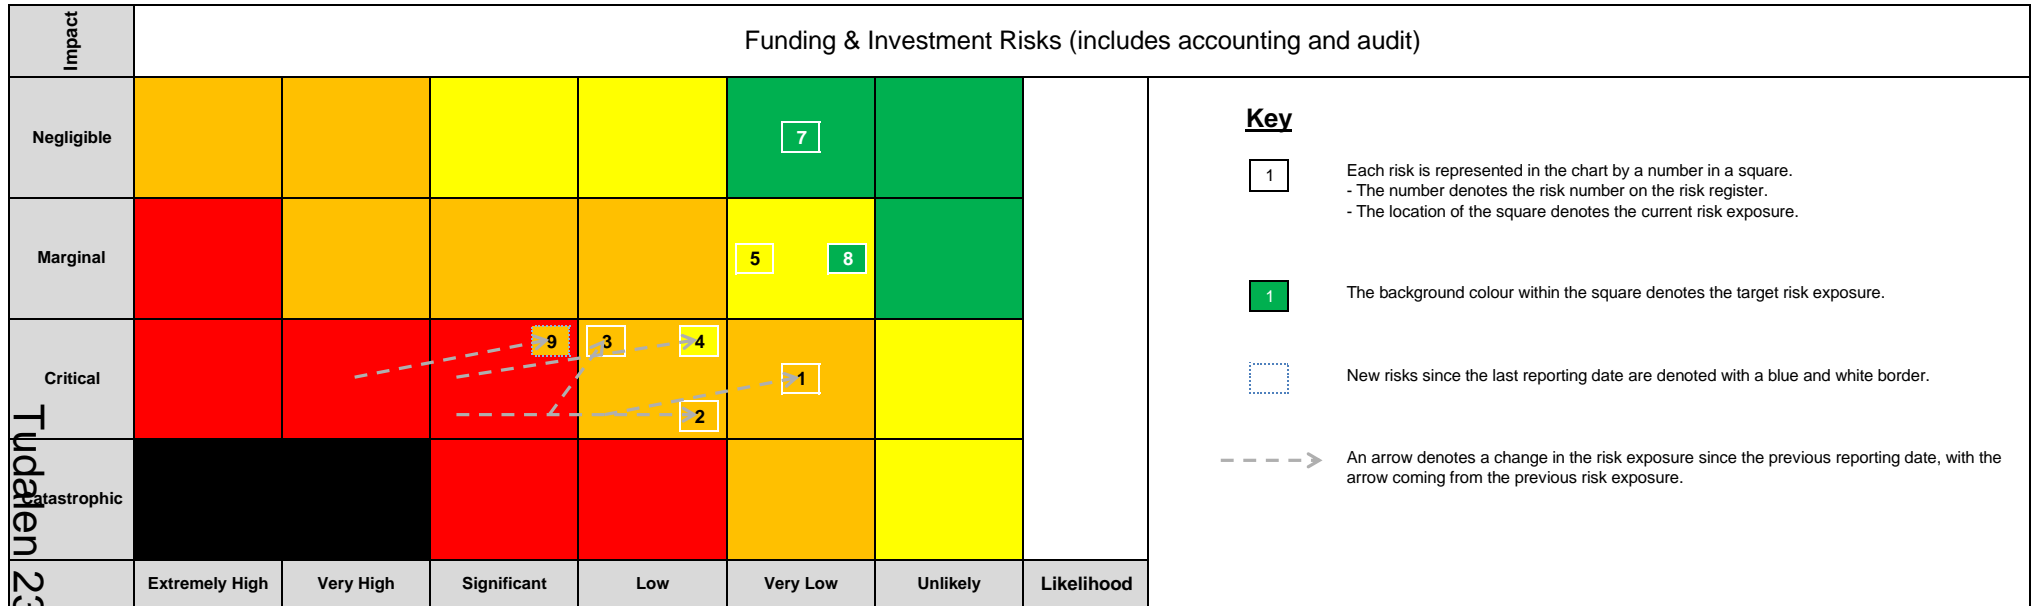 Impact
Funding & Investment Risks (includes accounting and audit)
Negligible
7
Marginal
5
8
Critical
9
3
4
1
2
Catastrophic
Extremely High
Very High
Significant
Low
Very Low
Unlikely
Likelihood
Key
1
Each risk is represented in the chart by a number in a square.
- The number denotes the risk number on the risk register.
- The location of the square denotes the current risk exposure.
1
The background colour within the square denotes the target risk exposure.
New risks since the last reporting date are denoted with a blue and white border.
An arrow denotes a change in the risk exposure since the previous reporting date, with the
arrow coming from the previous risk exposure.
Tudalen 23